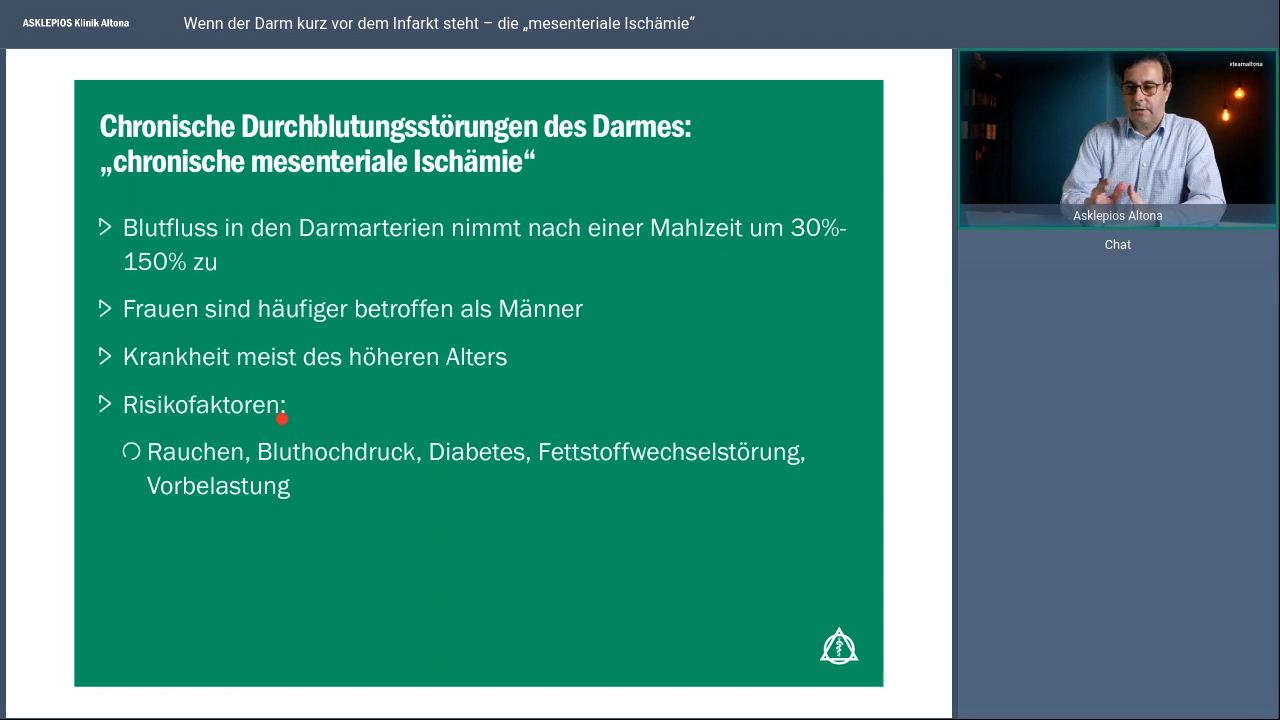 ASKLEPIOS Klinik Altona
Wenn der Darm kurz vor dem Infarkt steht – die „mesenteriale Ischämie“
Chronische Durchblutungsstörungen des Darmes:
„chronische mesenteriale Ischämie“
Blutfluss in den Darmarterien nimmt nach einer Mahlzeit um 30%-
150% zu
Frauen sind häufiger betroffen als Männer
Krankheit meist des höheren Alters
Risikofaktoren:
Rauchen, Bluthochdruck, Diabetes, Fettstoffwechselstörung,
Vorbelastung
#teamaltona
Asklepios Altona
Chat